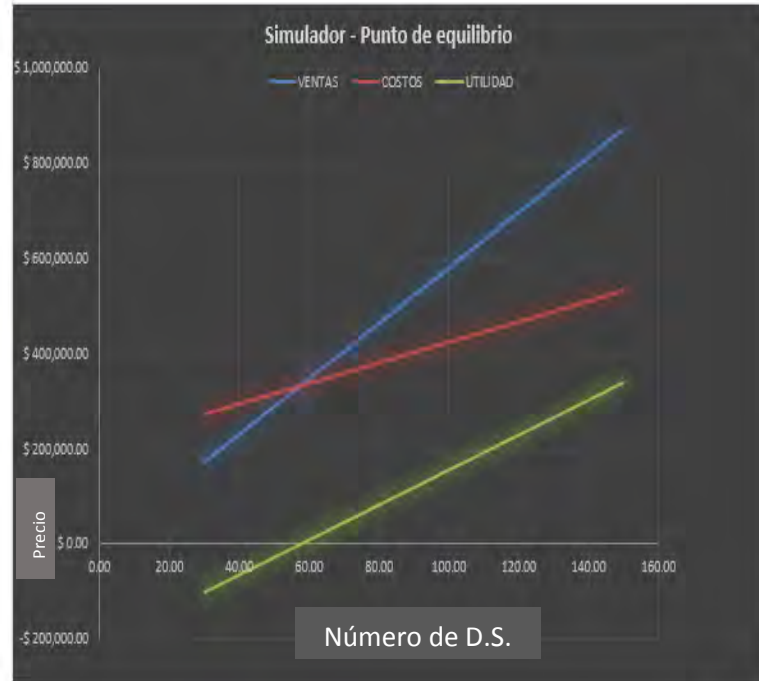 Simulador - Punto de equilibrio
VENTAS COSTOS UTILIDAD
$ 1,000,000.00
$ 800,000.00
$ 600,000.00
$ 400,000.00
$ 200,000.00
$ 0.00
-$ 200,000.00
Precio
0.00 20.00 40.00 60.00 80.00 100.00 120.00 140.00 160.00
Número de D.S.